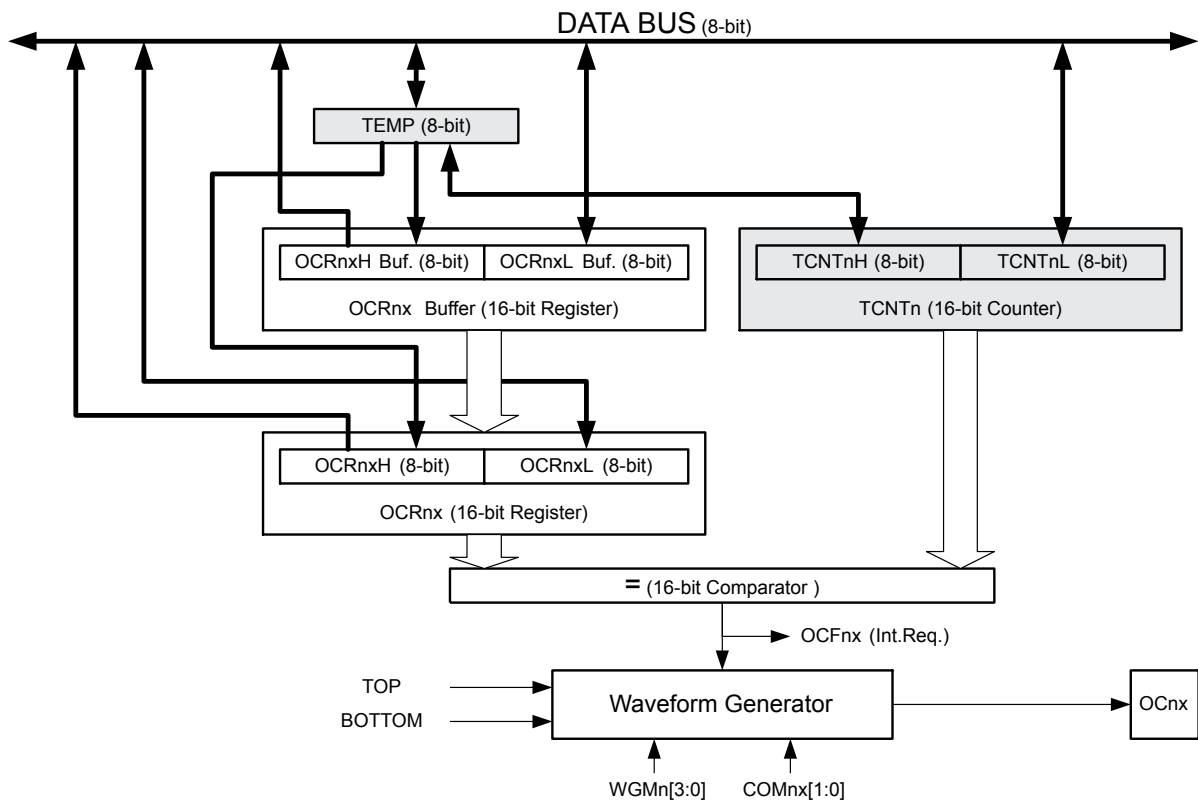 DATA BUS (8-bit)
TEMP (8-bit)
OCRnxH Buf. (8-bit)
OCRnxL Buf. (8-bit)
OCRnx Buffer (16-bit Register)
TCNTnH (8-bit)
TCNTnL (8-bit)
TCNTn (16-bit Counter)
OCRnxH (8-bit)
OCRnxL (8-bit)
OCRnx (16-bit Register)
= (16-bit Comparator )
OCFnx (Int.Req.)
TOP
BOTTOM
Waveform Generator
OCnx
WGMn[3:0]
COMnx[1:0]